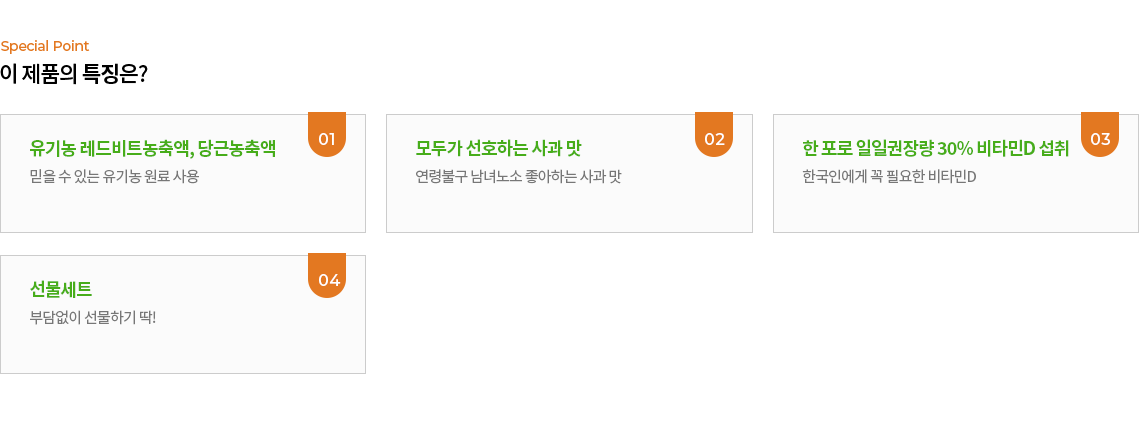 Special Point
이 제품의 특징은?
01
유기농 레드비트농축액, 당근농축액
믿을 수 있는 유기농 원료 사용
02
모두가 선호하는 사과 맛
연령불구 남녀노소 좋아하는 사과 맛
03
한 포로 일일권장량 30% 비타민D 섭취
한국인에게 꼭 필요한 비타민D
04
선물세트
부담없이 선물하기 딱!